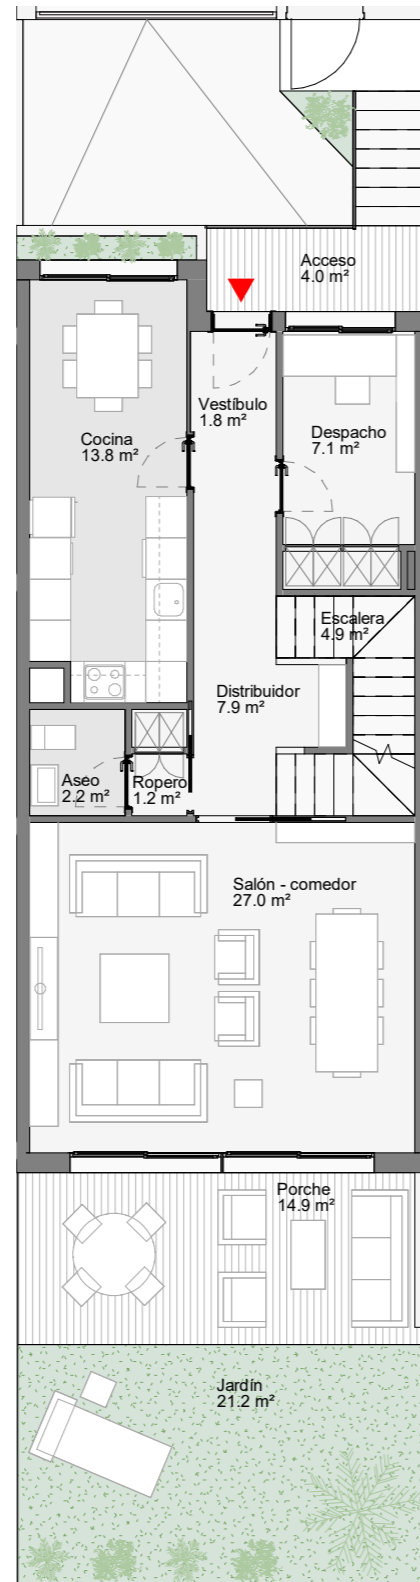 Acceso
4.0 m²
Vestíbulo
1.8 m²
Cocina
13.8 m²
Despacho
7.1 m²
Escalera
4.9 m²
Distribuidor
7.9 m²
Aseo
2.2 m²
Ropero
1.2 m²
Salón - comedor
27.0 m²
Porche
14.9 m²
Jardín
21.2 m²